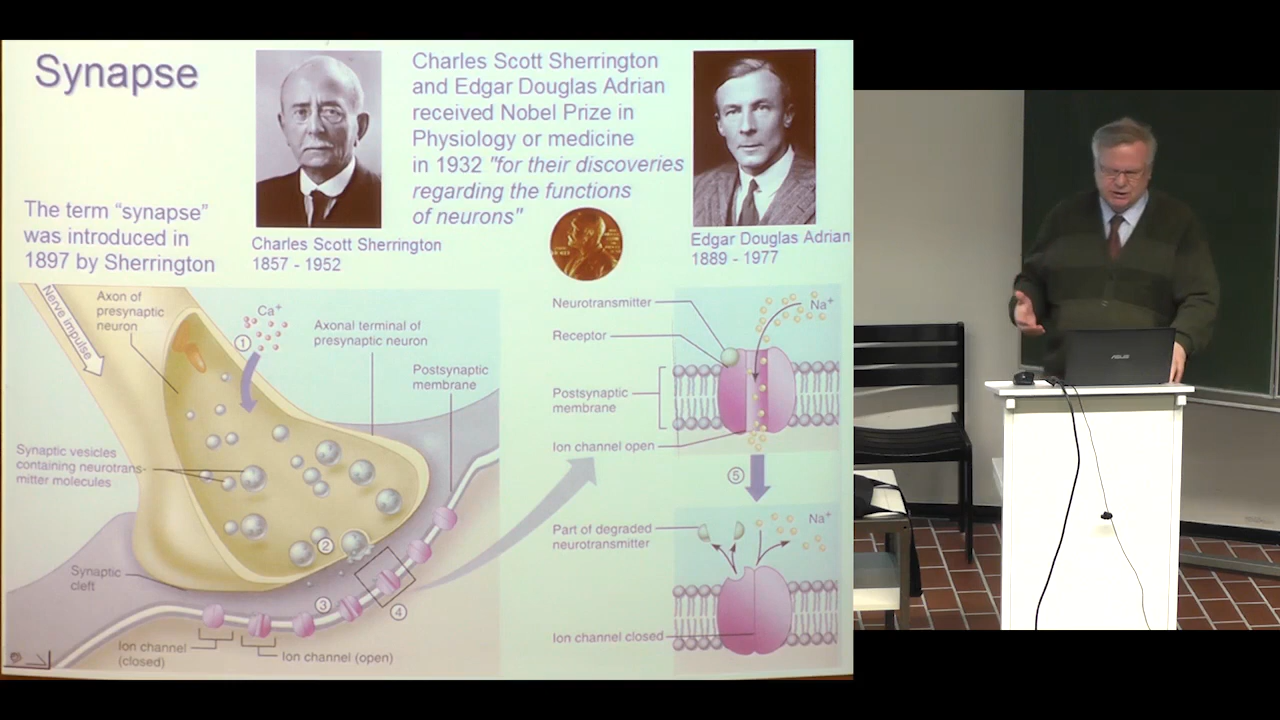 Synapse
Charles Scott Sherrington
and Edgar Douglas Adrian
received Nobel Prize in
Physiology or medicine
in 1932 "for their discoveries
regarding the functions
of neurons"
The term “synapse”
was introduced in
1897 by Sherrington
Charles Scott Sherrington
1857 - 1952
Edgar Douglas Adrian
1889 - 1977
Nerve impulse
Axon of
presynaptic
neuron
Ca+
1
Axonal terminal of
presynaptic neuron
Postsynaptic
membrane
Synaptic vesicles
containing neurotrans-
mitter molecules
2
Synaptic
cleft
3
4
Ion channel
(closed)
Ion channel (open)
Neurotransmitter
Na+
Receptor
Postsynaptic
membrane
Ion channel open
5
Part of degraded
neurotransmitter
Na+
Ion channel closed
ASUS